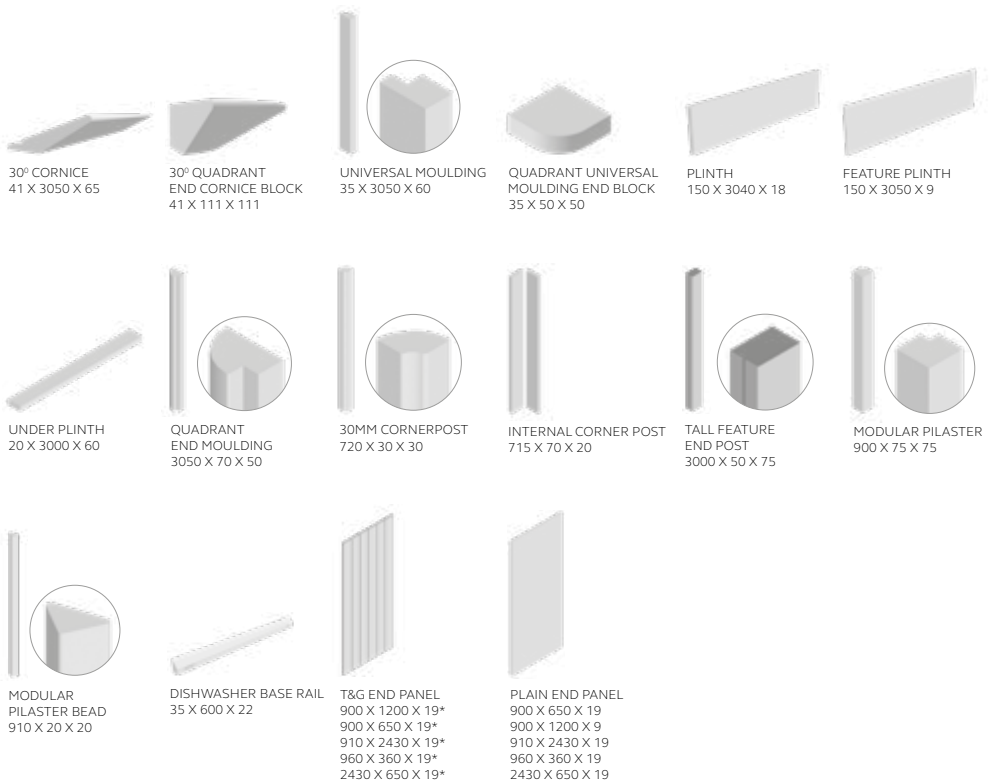 30⁰ CORNICE
41 X 3050 X 65
30⁰ QUADRANT
END CORNICE BLOCK
41 X 111 X 111
UNIVERSAL MOULDING
35 X 3050 X 60
QUADRANT UNIVERSAL
MOULDING END BLOCK
35 X 50 X 50
PLINTH
150 X 3040 X 18
FEATURE PLINTH
150 X 3050 X 9
UNDER PLINTH
20 X 3000 X 60
QUADRANT
END MOULDING
3050 X 70 X 50
30MM CORNERPOST
720 X 30 X 30
INTERNAL CORNER POST
715 X 70 X 20
TALL FEATURE
END POST
3000 X 50 X 75
MODULAR PILASTER
900 X 75 X 75
MODULAR
PILASTER BEAD
910 X 20 X 20
DISHWASHER BASE RAIL
35 X 600 X 22
T&G END PANEL
900 X 1200 X 19*
900 X 650 X 19*
910 X 2430 X 19*
960 X 360 X 19*
2430 X 650 X 19*
PLAIN END PANEL
900 X 650 X 19
900 X 1200 X 9
910 X 2430 X 19
960 X 360 X 19
2430 X 650 X 19